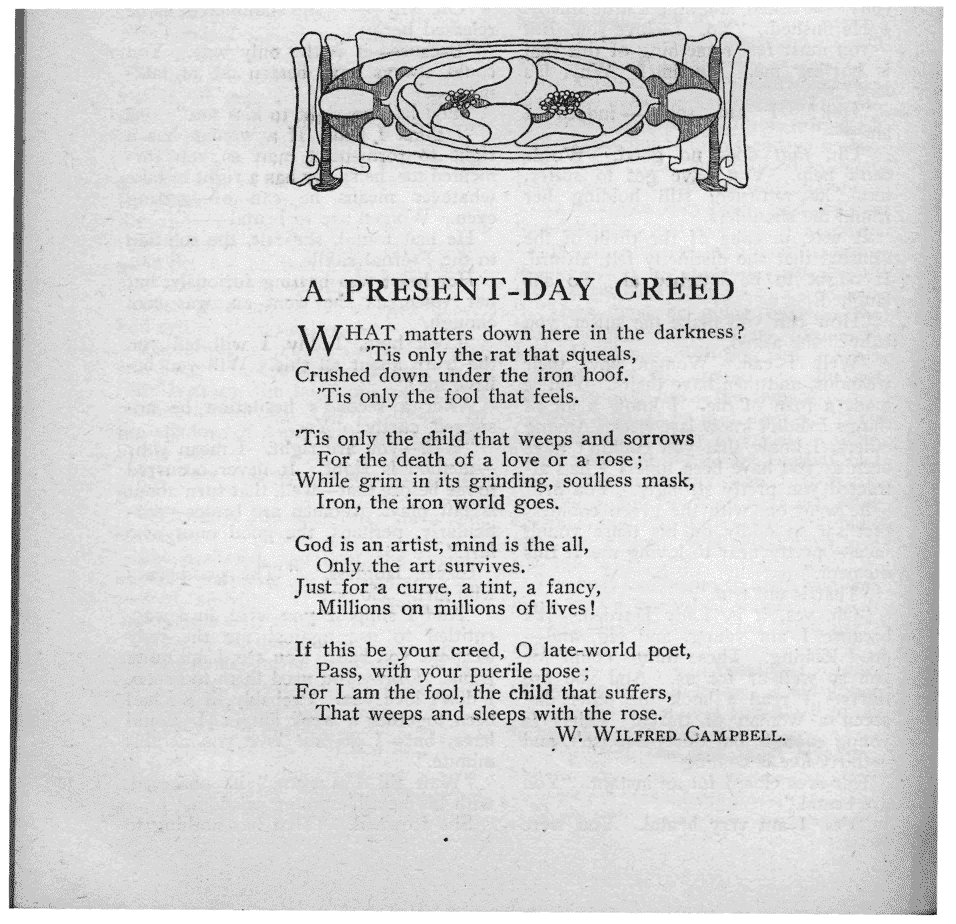 A PRESENT-DAY CREED
WHAT matters down here in the darkness?
'Tis only the rat that squeals,
Crushed down under the iron hoof.
'Tis only the fool that feels.
'Tis only the child that weeps and sorrows
For the death of a love or a rose;
While grim in its grinding, soulless mask,
Iron, the iron world goes.
God is an artist, mind is the all,
Only the art survives.
Just for a curve, a tint, a fancy,
Millions on millions of lives!
If this be your creed, O late-world poet,
Pass, with your puerile pose;
For I am the fool, the child that suffers,
That weeps and sleeps with the rose.
W. WILFRED CAMPBELL.